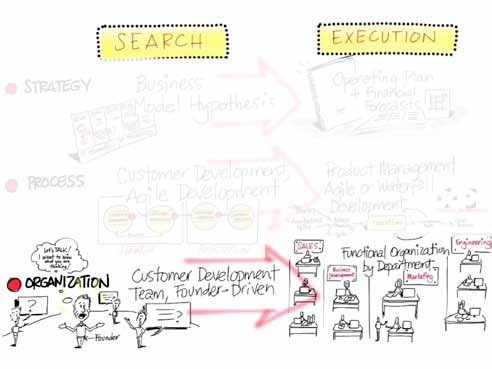 SEARCH
EXECUTION
STRATEGY
Business
Model Hypothesis
Operating Plan
+ Financial
Forecasts
PROCESS
Customer Development,
Agile Development
Product Management
Agile or Waterfall
Development
Let's TALK!
I want to know
what you are
thinking.
ORGANIZATION
?
Founder
=?
Customer Development
Team, Founder-Driven
SALES
Functional Organization
by Department
Engineering
Business
Development
Marketing